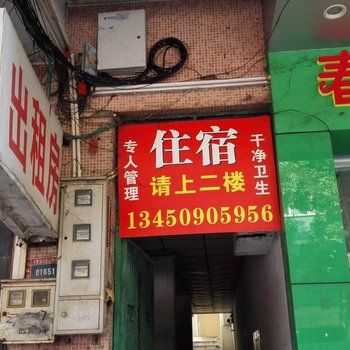 出租房
专人管理
住宿
请上二楼
干净卫生
13450905956
01651
春